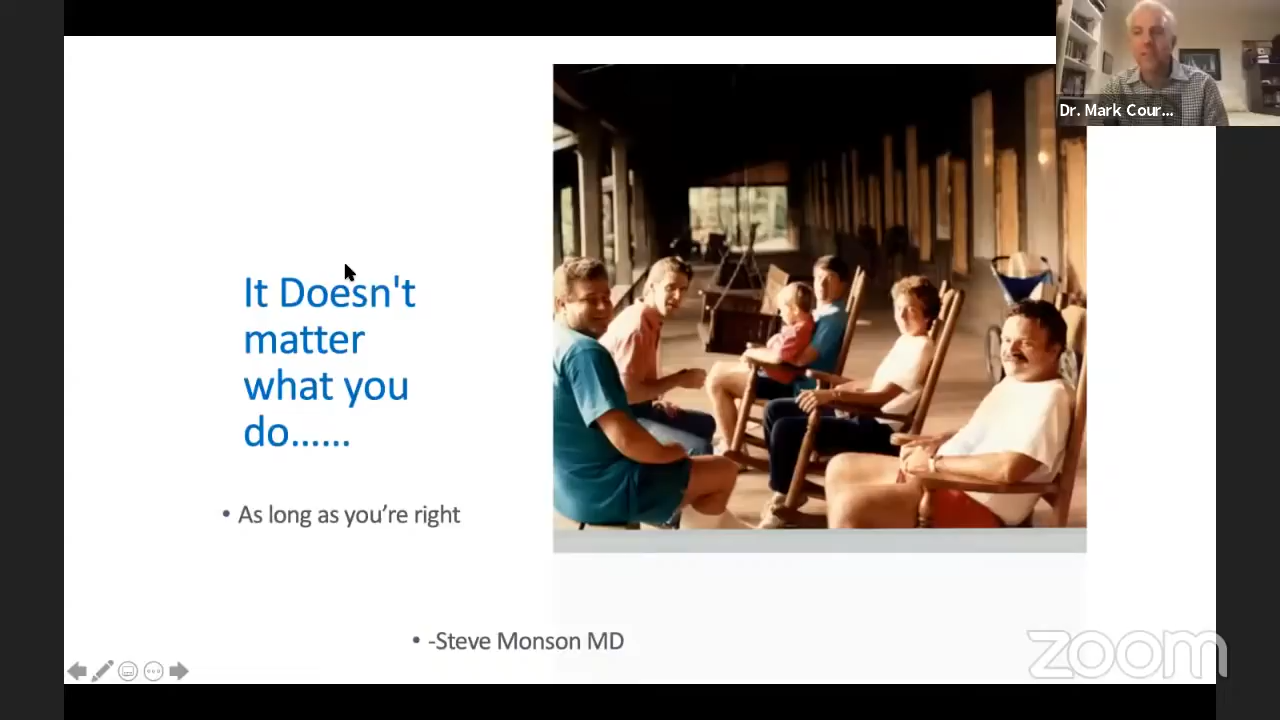 Dr. Mark Cour...
It Doesn't
matter
what you
do......
• As long as you’re right
• -Steve Monson MD
zoom